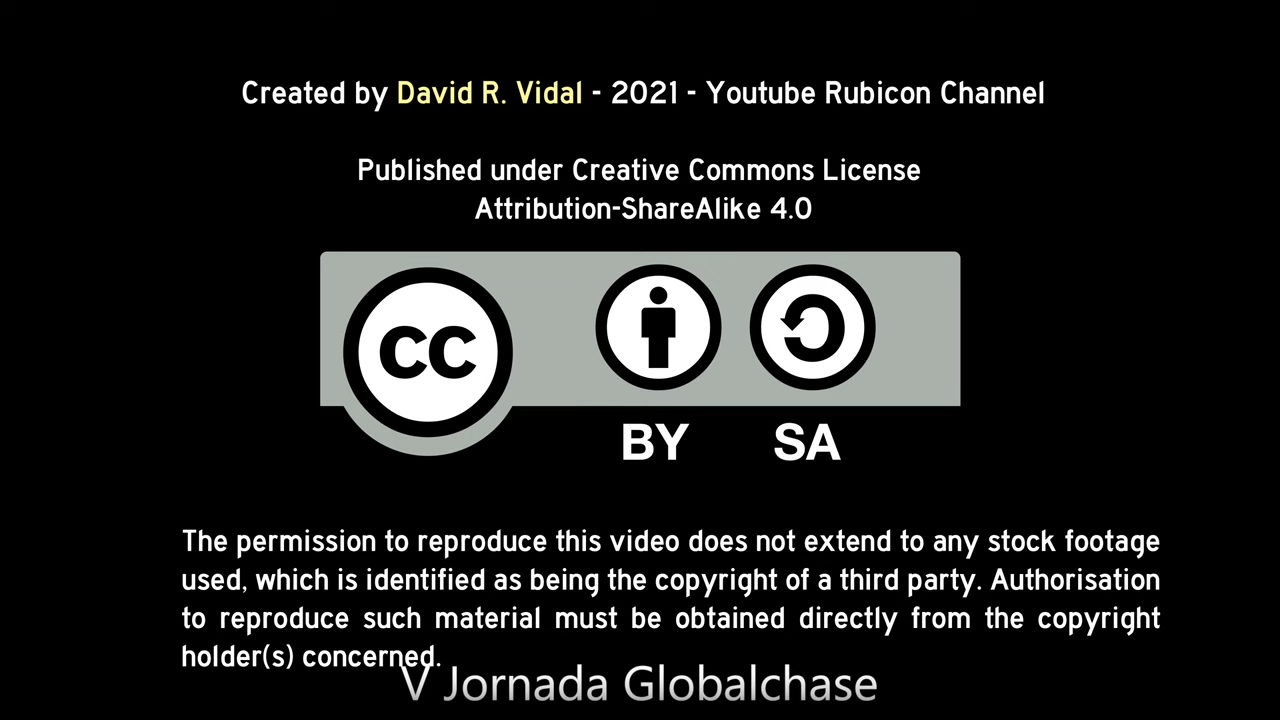 Created by David R. Vidal - 2021 - Youtube Rubicon Channel
Published under Creative Commons License
Attribution-ShareAlike 4.0
CC
BY SA
The permission to reproduce this video does not extend to any stock footage
used, which is identified as being the copyright of a third party. Authorisation
to reproduce such material must be obtained directly from the copyright
holder(s) concerned.
V Jornada Globalchase